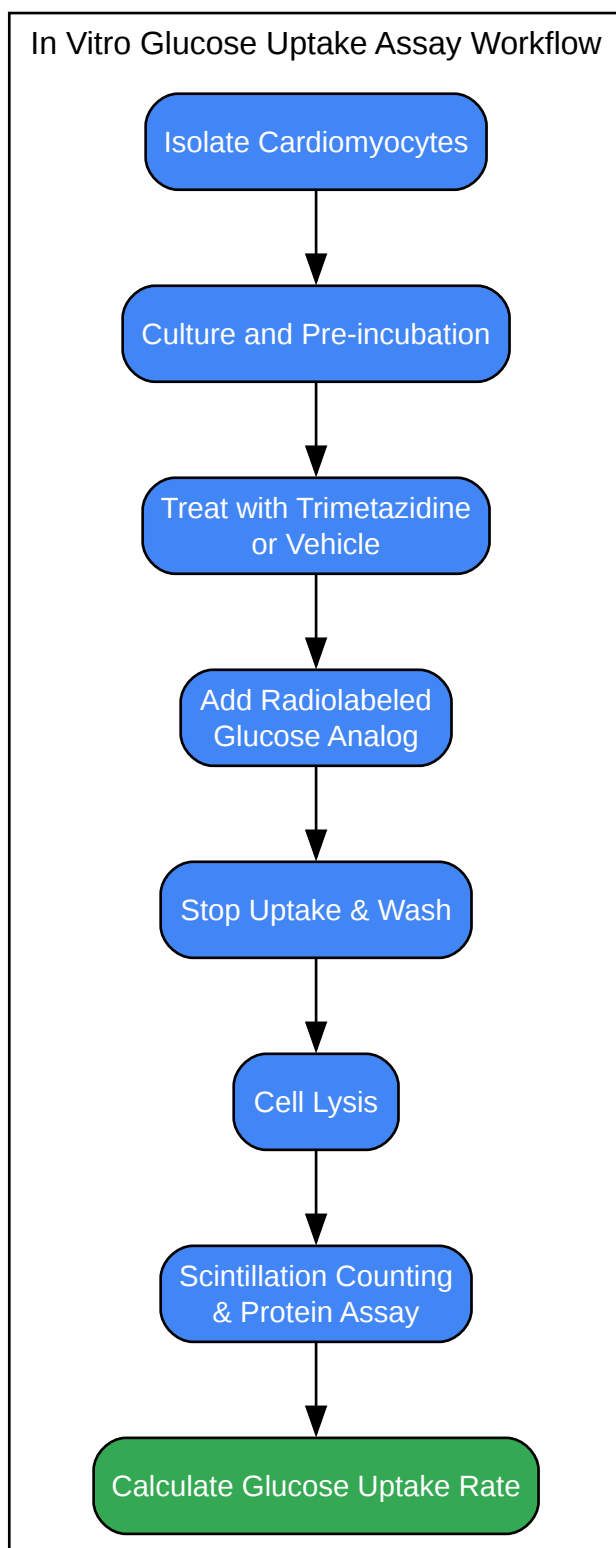 In Vitro Glucose Uptake Assay Workflow
Isolate Cardiomyocytes
Culture and Pre-incubation
Treat with Trimetazidine
or Vehicle
Add Radiolabeled
Glucose Analog
Stop Uptake & Wash
Cell Lysis
Scintillation Counting
& Protein Assay
Calculate Glucose Uptake Rate